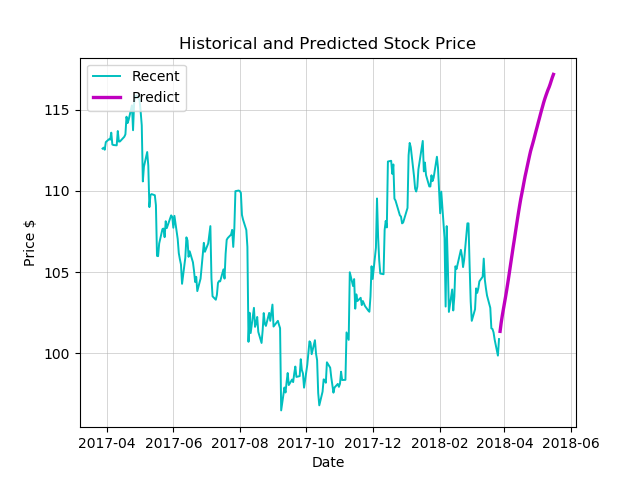 Historical and Predicted Stock Price
Recent
Predict
115
110
105
100
Price $
2017-04 2017-06 2017-08 2017-10 2017-12 2018-02 2018-04 2018-06
Date